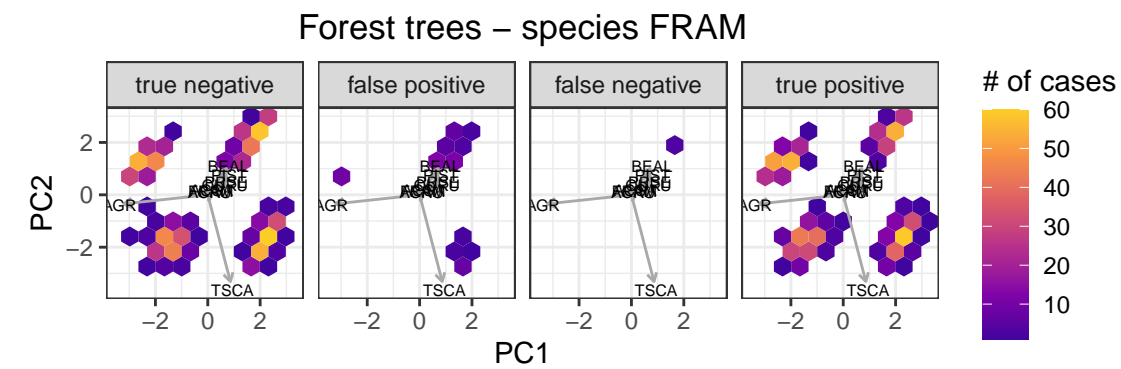 Forest trees – species FRAM
true negative
false positive
false negative
true positive
# of cases
60
50
40
30
20
10
PC2
2
0
−2
BEAL
AGR
TSCA
BEAL
AGR
TSCA
BEAL
AGR
TSCA
BEAL
AGR
TSCA
−2 0 2
−2 0 2
−2 0 2
−2 0 2
PC1